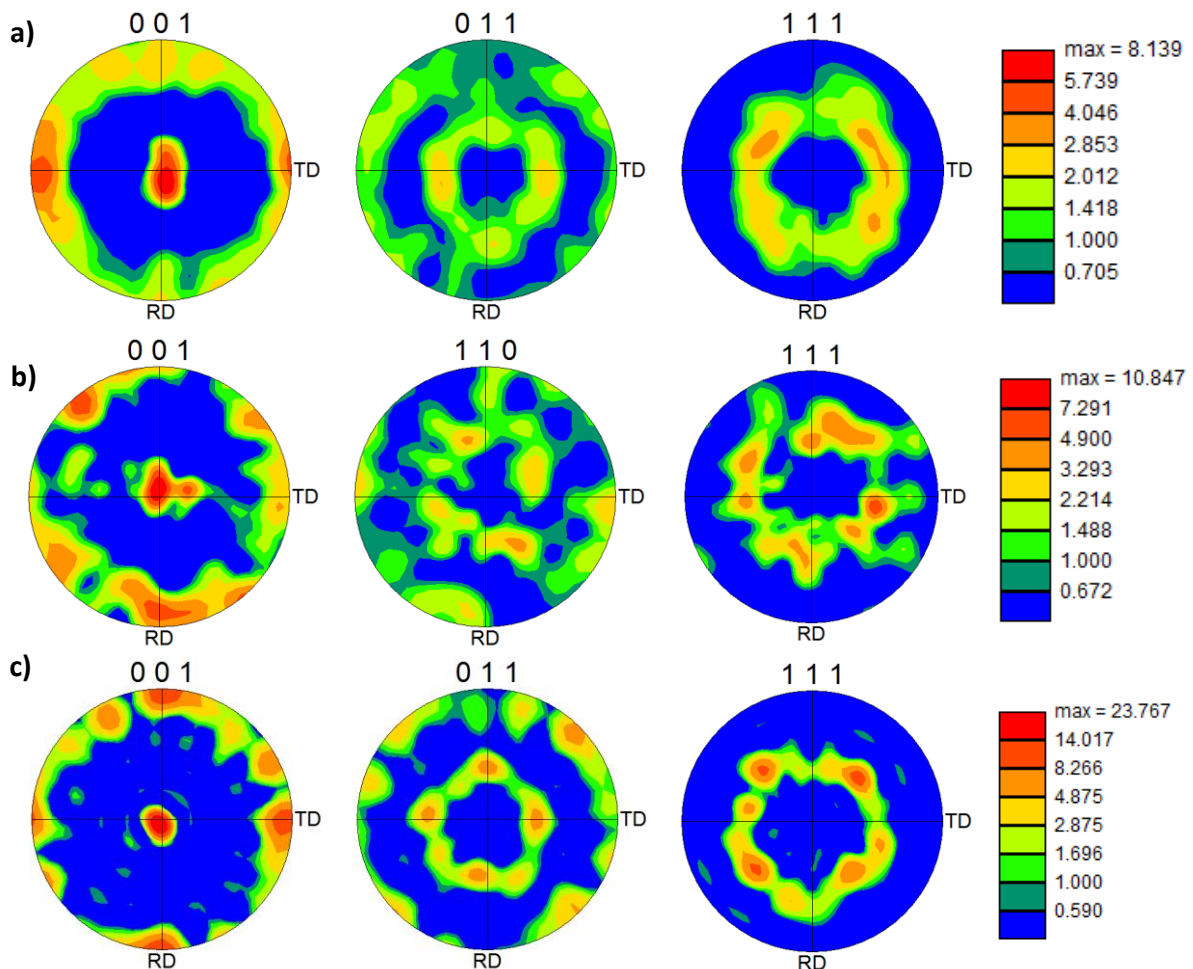 a)
0 0 1
0 1 1
1 1 1
TD
TD
TD
RD
RD
RD
max = 8.139
5.739
4.046
2.853
2.012
1.418
1.000
0.705
b)
0 0 1
1 1 0
1 1 1
TD
TD
TD
RD
RD
RD
max = 10.847
7.291
4.900
3.293
2.214
1.488
1.000
0.672
c)
0 0 1
0 1 1
1 1 1
TD
TD
TD
RD
RD
RD
max = 23.767
14.017
8.266
4.875
2.875
1.696
1.000
0.590